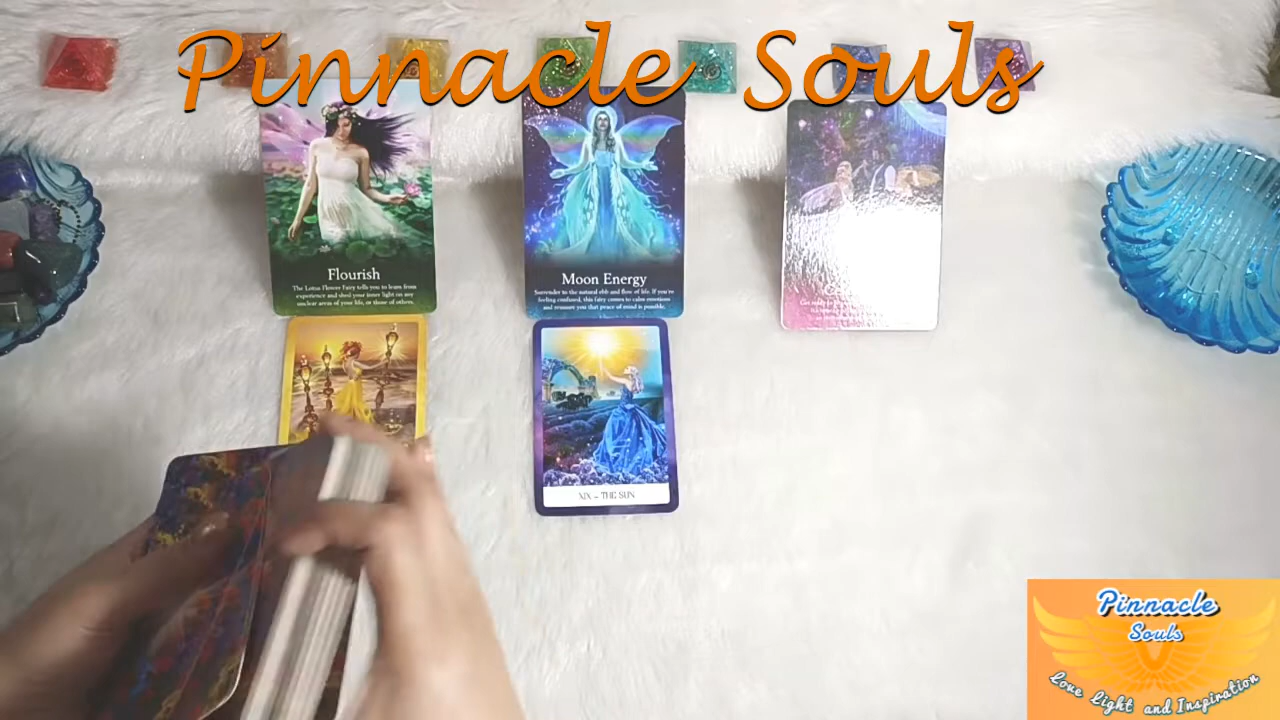 Pinnacle Souls
Flourish
The Lotus Flower Fairy tells you to learn from
experience and shed your inner light on any
unclear areas of your life, or those of others.
Moon Energy
Surrender to the natural ebb and flow of life. If you're
feeling confused, this fairy comes to calm emotions
and reassure you that peace of mind is possible.
Get ready
XIX – THE SUN
Pinnacle
Souls
Love Light and Inspiration